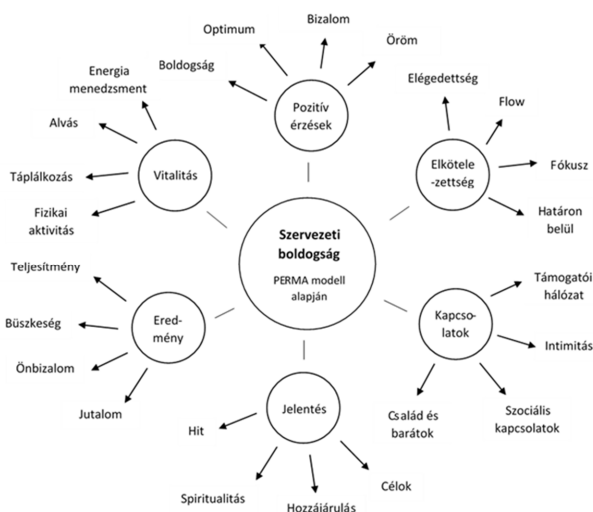 Szervezeti
boldogság
PERMA modell
alapján
Pozitív
érzések
Boldogság
Optimum
Bizalom
Öröm
Elkötele
-zettség
Elégedettség
Flow
Fókusz
Határon
belül
Kapcso-
latok
Támogatói
hálózat
Intimitás
Szociális
kapcsolatok
Család és
barátok
Jelentés
Célok
Hozzájárulás
Spiritualitás
Hit
Ered-
mény
Jutalom
Önbizalom
Büszkeség
Teljesítmény
Vitalitás
Fizikai
aktivitás
Táplálkozás
Alvás
Energia
menedzsment